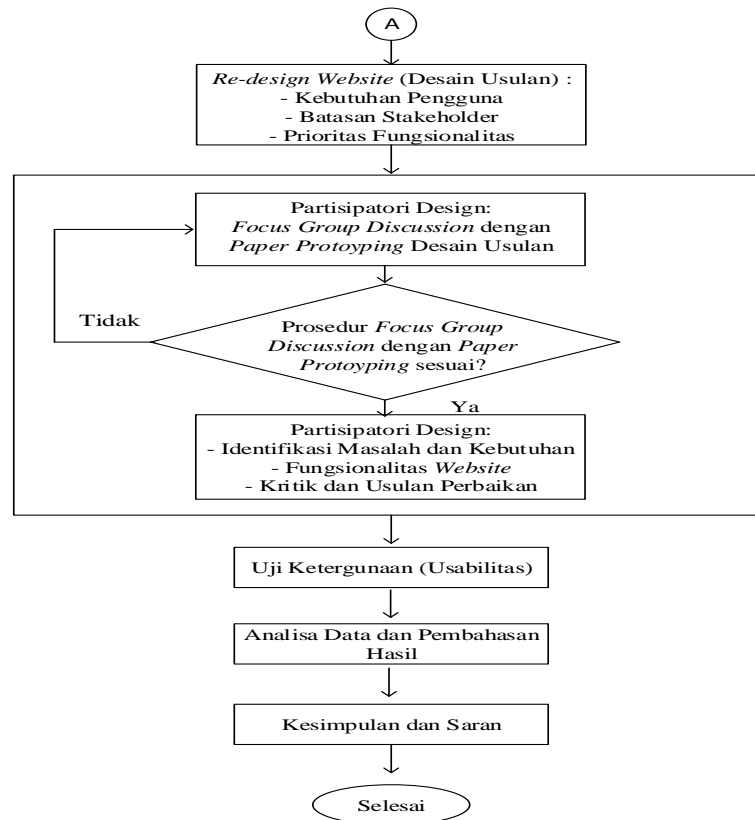 A
Re-design Website (Desain Usulan) :
- Kebutuhan Pengguna
- Batasan Stakeholder
- Prioritas Fungsionalitas
Partisipatori Design:
Focus Group Discussion dengan
Paper Protoyping Desain Usulan
Tidak
Prosedur Focus Group
Discussion dengan Paper
Protoyping sesuai?
Ya
Partisipatori Design:
- Identifikasi Masalah dan Kebutuhan
- Fungsionalitas Website
- Kritik dan Usulan Perbaikan
Uji Ketergunaan (Usabilitas)
Analisa Data dan Pembahasan
Hasil
Kesimpulan dan Saran
Selesai